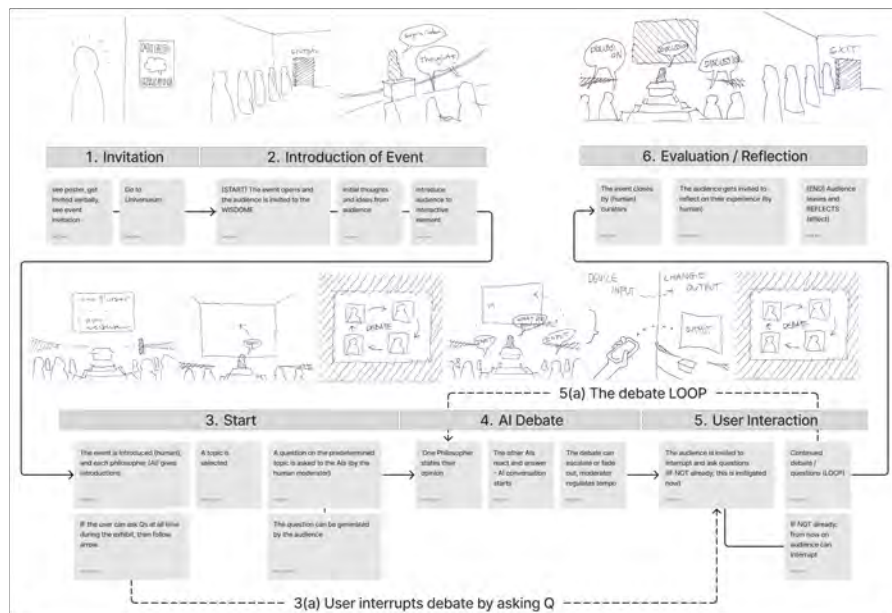 EXIT
DEBATE
DEVICE
INPUT
CHANGES
OUTPUT
DEBATE
1. Invitation
2. Introduction of Event
6. Evaluation / Reflection
see poster, get
invited verbally,
see event
invitation
Go to
Universeum
[START] The event opens and
the audience is invited to the
WISDOME
Initial thoughts
and ideas from
audience
Introduce
audience to
interactive
element
The event closes
by (human)
curators
The audience gets invited to
reflect on their experience (by
human)
[END] Audience
leaves and
REFLECTS (effect)
5(a) The debate LOOP
3. Start
4. AI Debate
5. User Interaction
The event is introduced (human),
and each philosopher (AI) gives
introductions
A topic is
selected
A question on the predetermined
topic is asked to the AIs (by the
human moderator)
One Philosopher
states their
opinion
The other AIs
react and answer
- AI conversation
starts
The debate can
escalate or fade
out, moderator
regulates tempo
The audience is invited to
interrupt and ask questions
(IF NOT already, this is instigated
now)
Continued
debate /
questions (LOOP)
IF the user can ask Qs at all time
during the exhibit, then follow
arrow
The question can be generated
by the audience
IF NOT already,
from now on
audience can
interrupt
3(a) User interrupts debate by asking Q